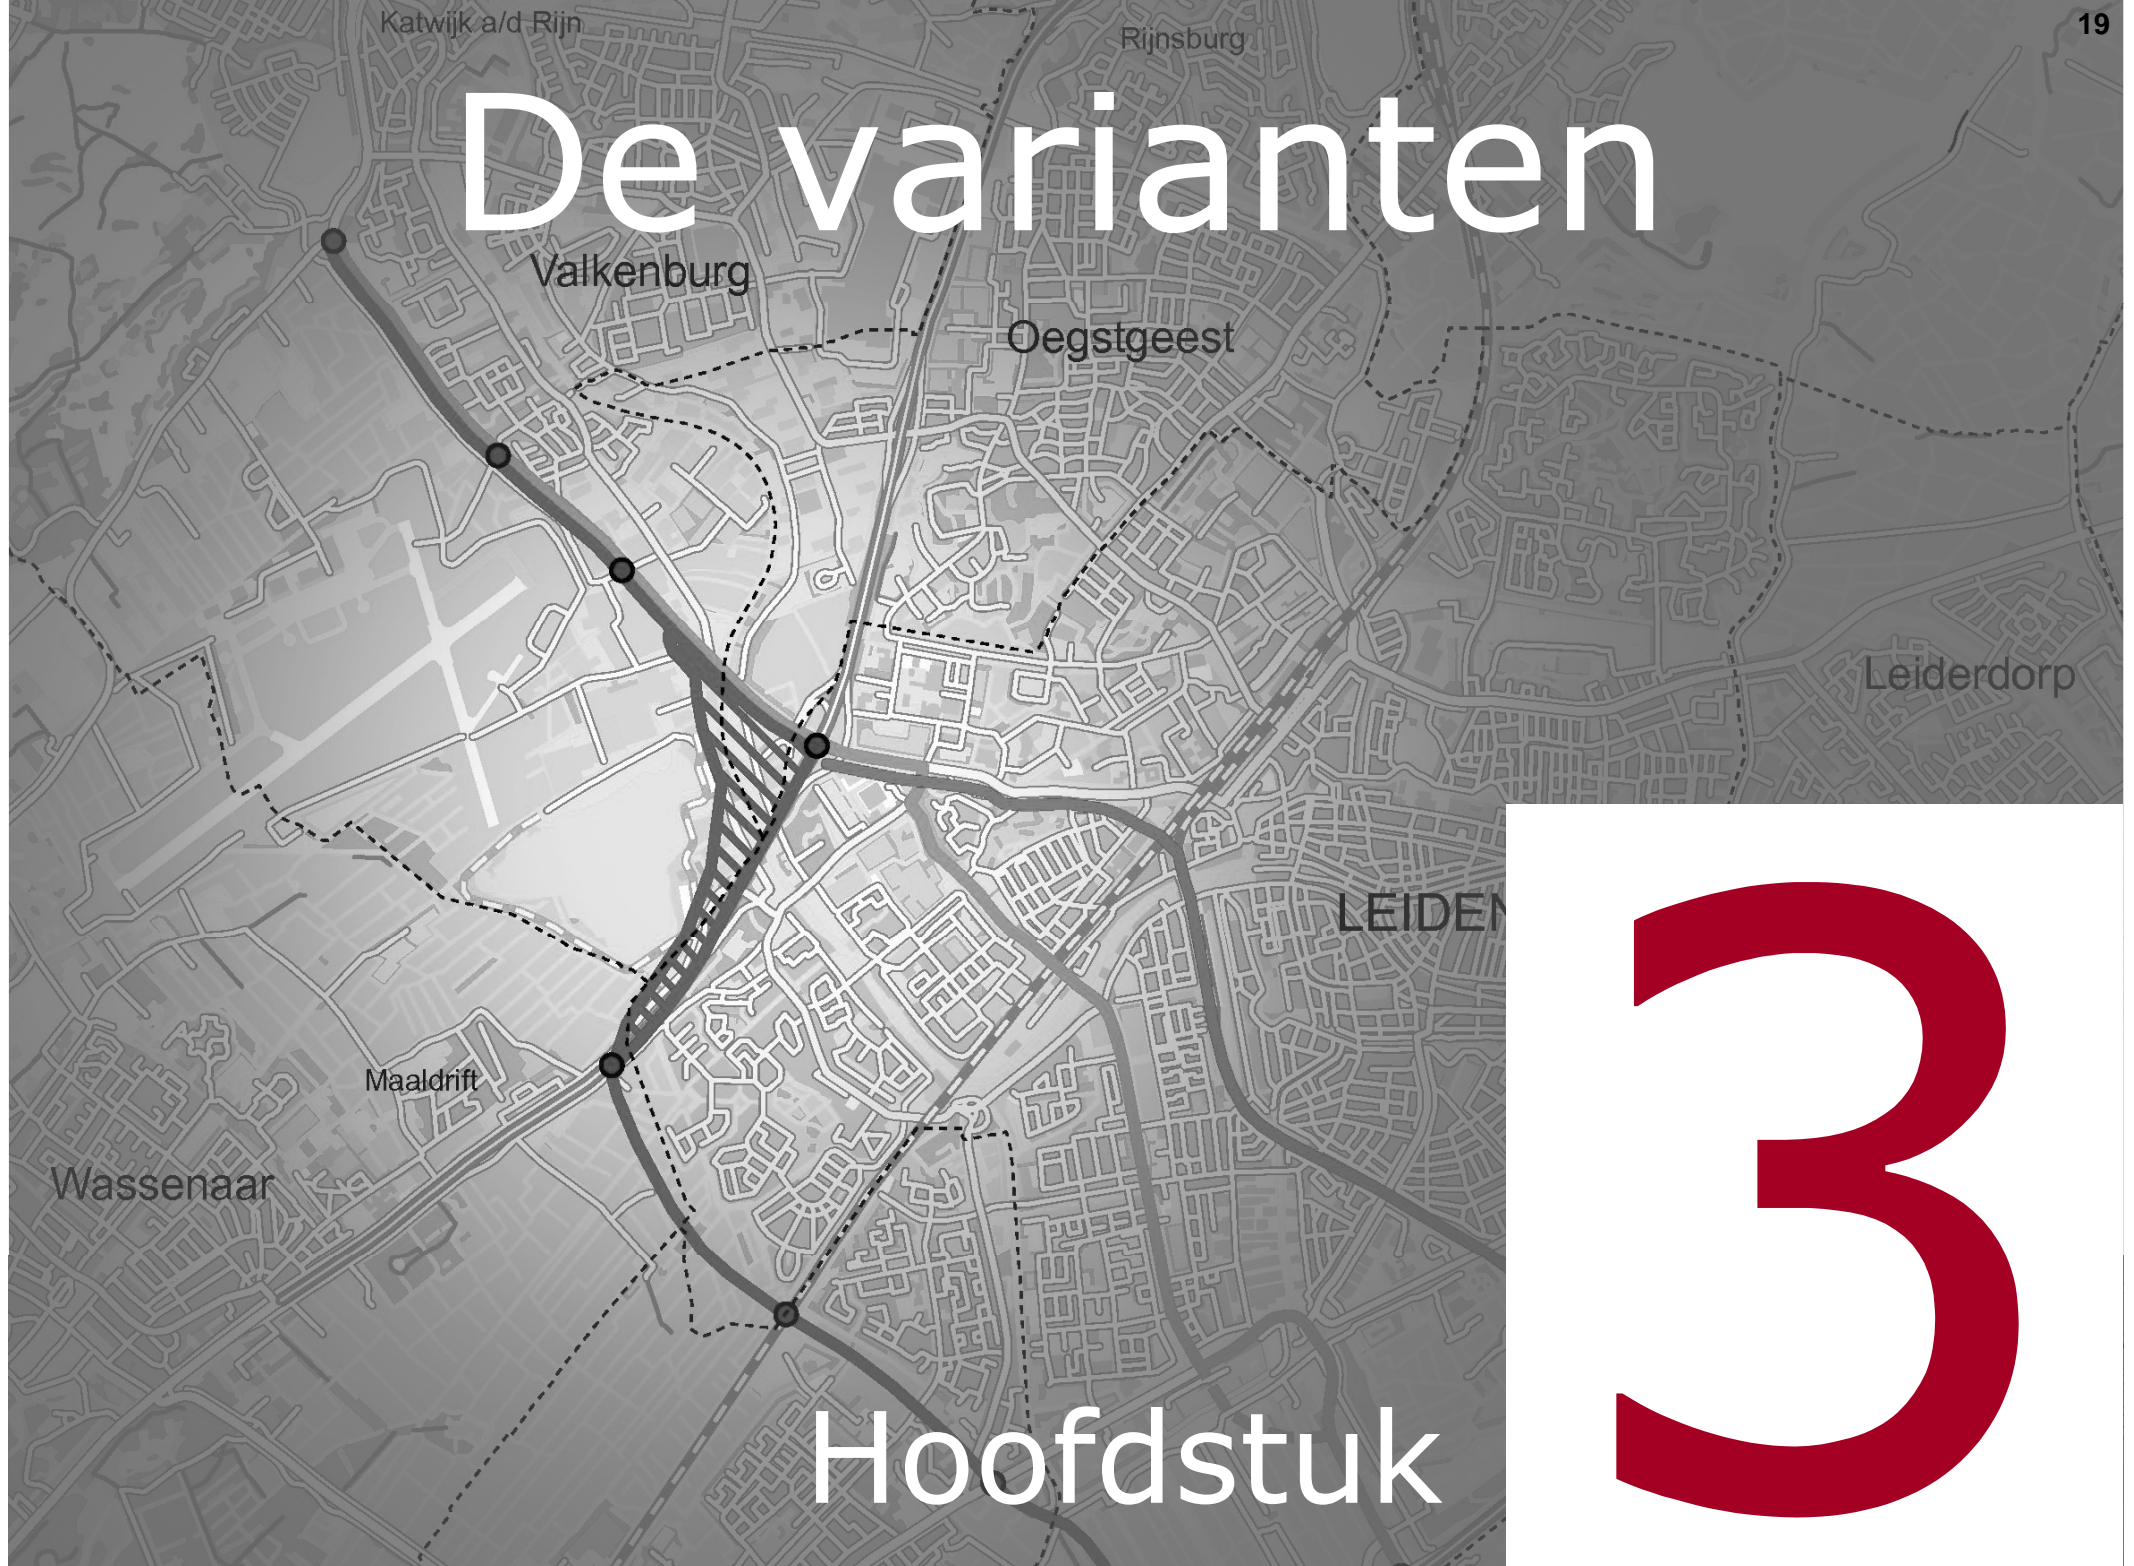 Katwijk a/d Rijn
Rijnsburg
19
De varianten
Valkenburg
Oegstgeest
Leiderdorp
LEIDEN
Maaldrift
Wassenaar
Hoofdstuk
3